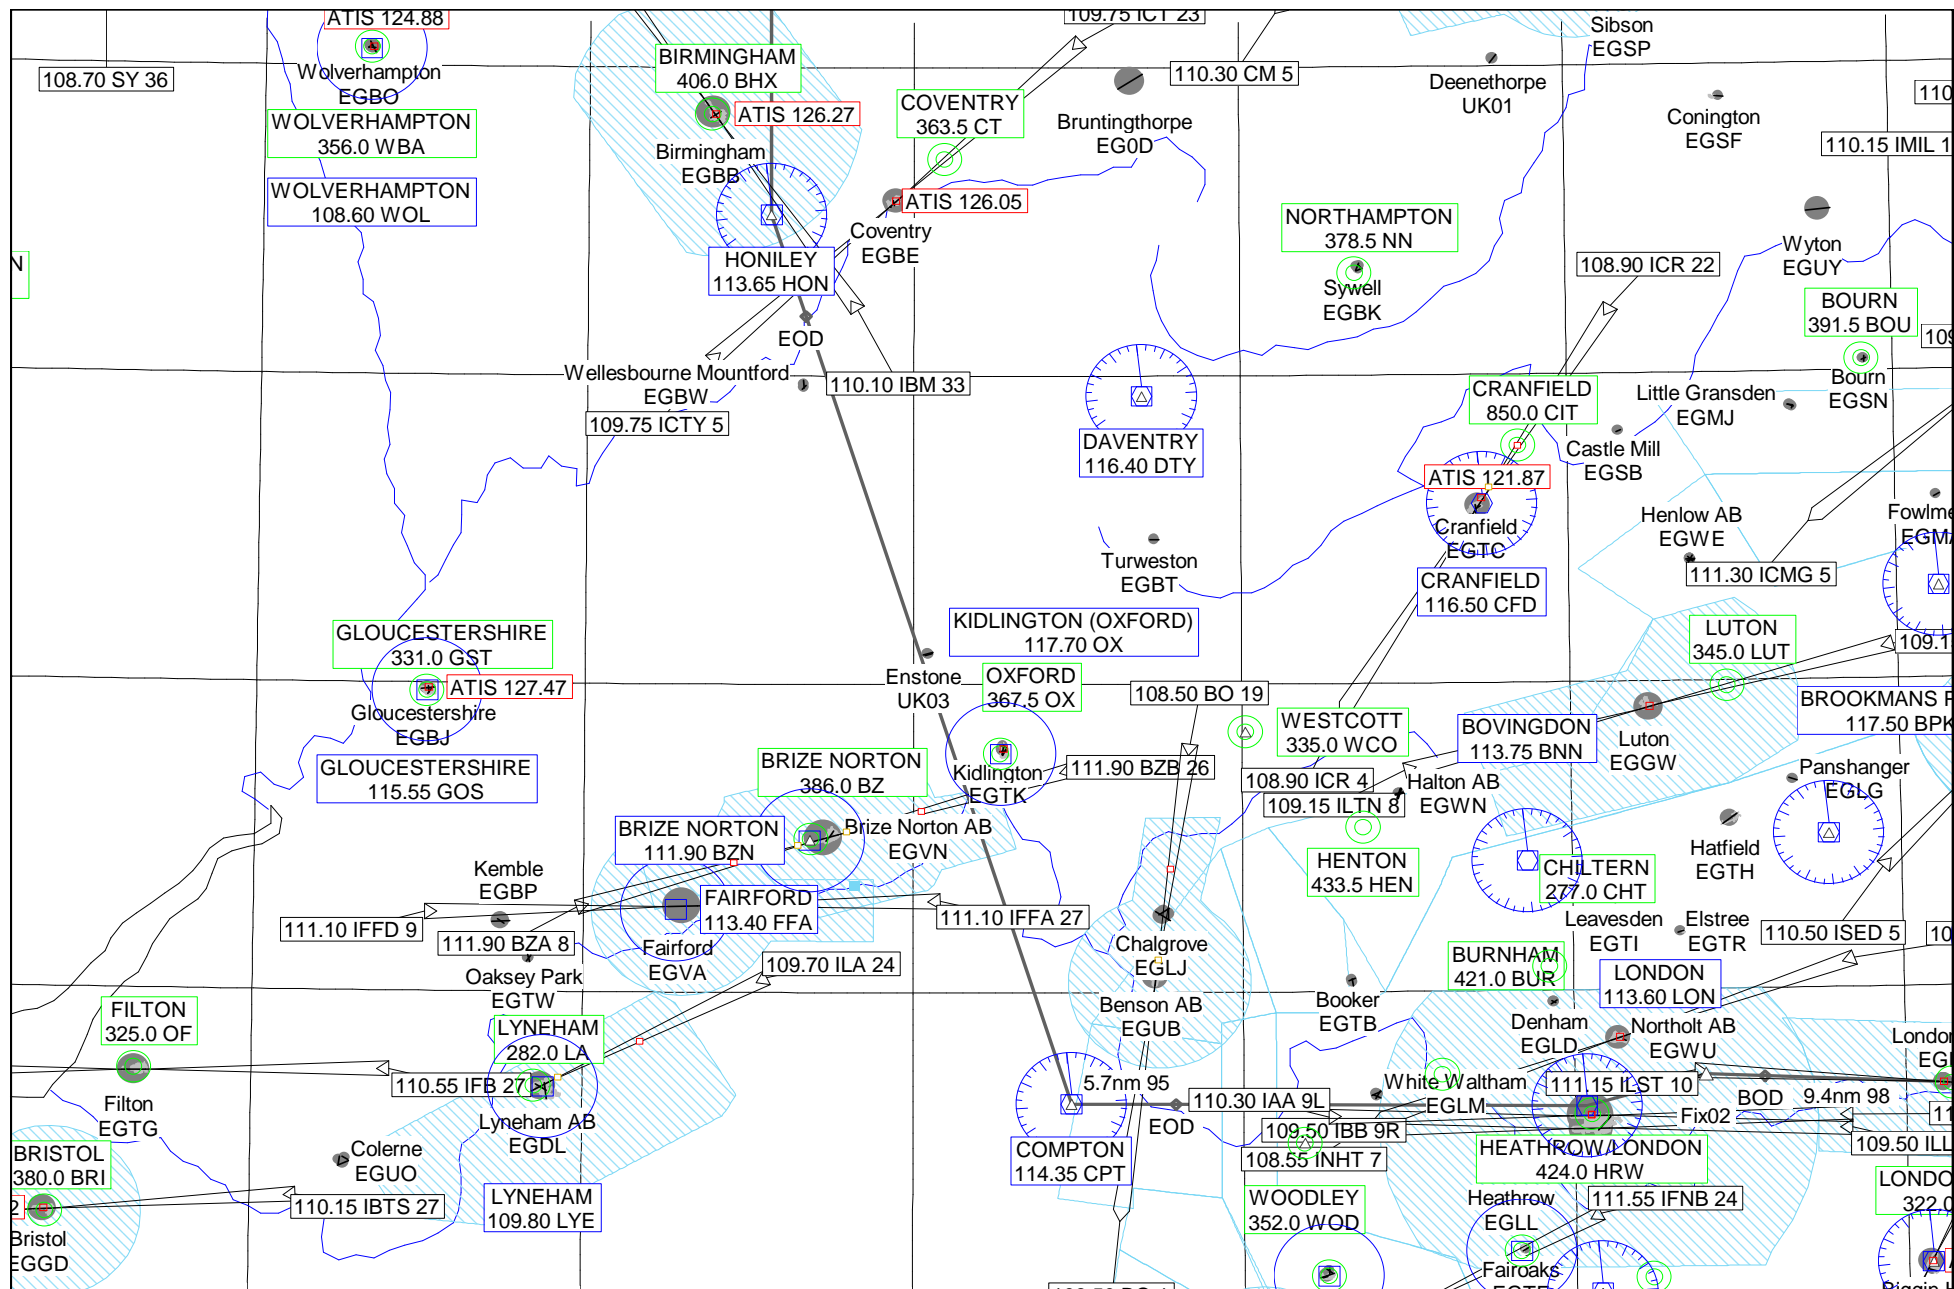 ATIS 124.88
Wolverhampton
EGBO
108.70 SY 36
WOLVERHAMPTON
356.0 WBA
WOLVERHAMPTON
108.60 WOL
N
BIRMINGHAM
406.0 BHX
ATIS 126.27
Birmingham
EGBB
109.75 ICT 23
COVENTRY
363.5 CT
ATIS 126.05
Coventry
EGBE
HONILEY
113.65 HON
EOD
110.30 CM 5
Bruntingthorpe
EG0D
Sibson
EGSP
Deenethorpe
UK01
Conington
EGSF
110
110.15 IMIL 1
NORTHAMPTON
378.5 NN
Sywell
EGBK
108.90 ICR 22
Wyton
EGUY
BOURN
391.5 BOU
109
Bourn
EGSN
Wellesbourne Mountford
EGBW
110.10 IBM 33
109.75 ICTY 5
DAVENTRY
116.40 DTY
CRANFIELD
850.0 CIT
Little Gransden
EGMJ
Castle Mill
EGSB
ATIS 121.87
Cranfield
EGTC
CRANFIELD
116.50 CFD
Henlow AB
EGWE
111.30 ICMG 5
Fowlme
EGMA
Turweston
EGBT
GLOUCESTERSHIRE
331.0 GST
ATIS 127.47
Gloucestershire
EGBJ
GLOUCESTERSHIRE
115.55 GOS
KIDLINGTON (OXFORD)
117.70 OX
Enstone
UK03
OXFORD
367.5 OX
108.50 BO 19
WESTCOTT
335.0 WCO
BOVINGDON
113.75 BNN
LUTON
345.0 LUT
109.1
BROOKMANS P
117.50 BPK
Luton
EGGW
Panshanger
EGLG
BRIZE NORTON
386.0 BZ
Kidlington
EGTK
111.90 BZB 26
108.90 ICR 4
109.15 ILTN 8
Halton AB
EGWN
BRIZE NORTON
111.90 BZN
Brize Norton AB
EGVN
HENTON
433.5 HEN
CHILTERN
277.0 CHT
Hatfield
EGTH
Kemble
EGBP
111.10 IFFD 9
111.90 BZA 8
FAIRFORD
113.40 FFA
Fairford
EGVA
111.10 IFFA 27
Chalgrove
EGLJ
Leavesden
EGTI
Elstree
EGTR
110.50 ISED 5
10
Oaksey Park
EGTW
109.70 ILA 24
BURNHAM
421.0 BUR
LONDON
113.60 LON
FILTON
325.0 OF
LYNEHAM
282.0 LA
Benson AB
EGUB
Booker
EGTB
Denham
EGLD
Northolt AB
EGWU
London
110.55 IFB 27
5.7nm 95
110.30 IAA 9L
EOD
White Waltham
EGLM
111.15 ILST 10
BOD
9.4nm 98
Fix02
11
Filton
EGTG
Lyneham AB
EGDL
Colerne
EGUO
109.50 IBB 9R
109.50 ILL
COMPTON
114.35 CPT
108.55 INHT 7
HEATHROW/LONDON
424.0 HRW
BRISTOL
380.0 BRI
2
110.15 IBTS 27
LYNEHAM
109.80 LYE
WOODLEY
352.0 WOD
Heathrow
EGLL
111.55 IFNB 24
LONDO
322.0
Bristol
EGGD
Fairoaks